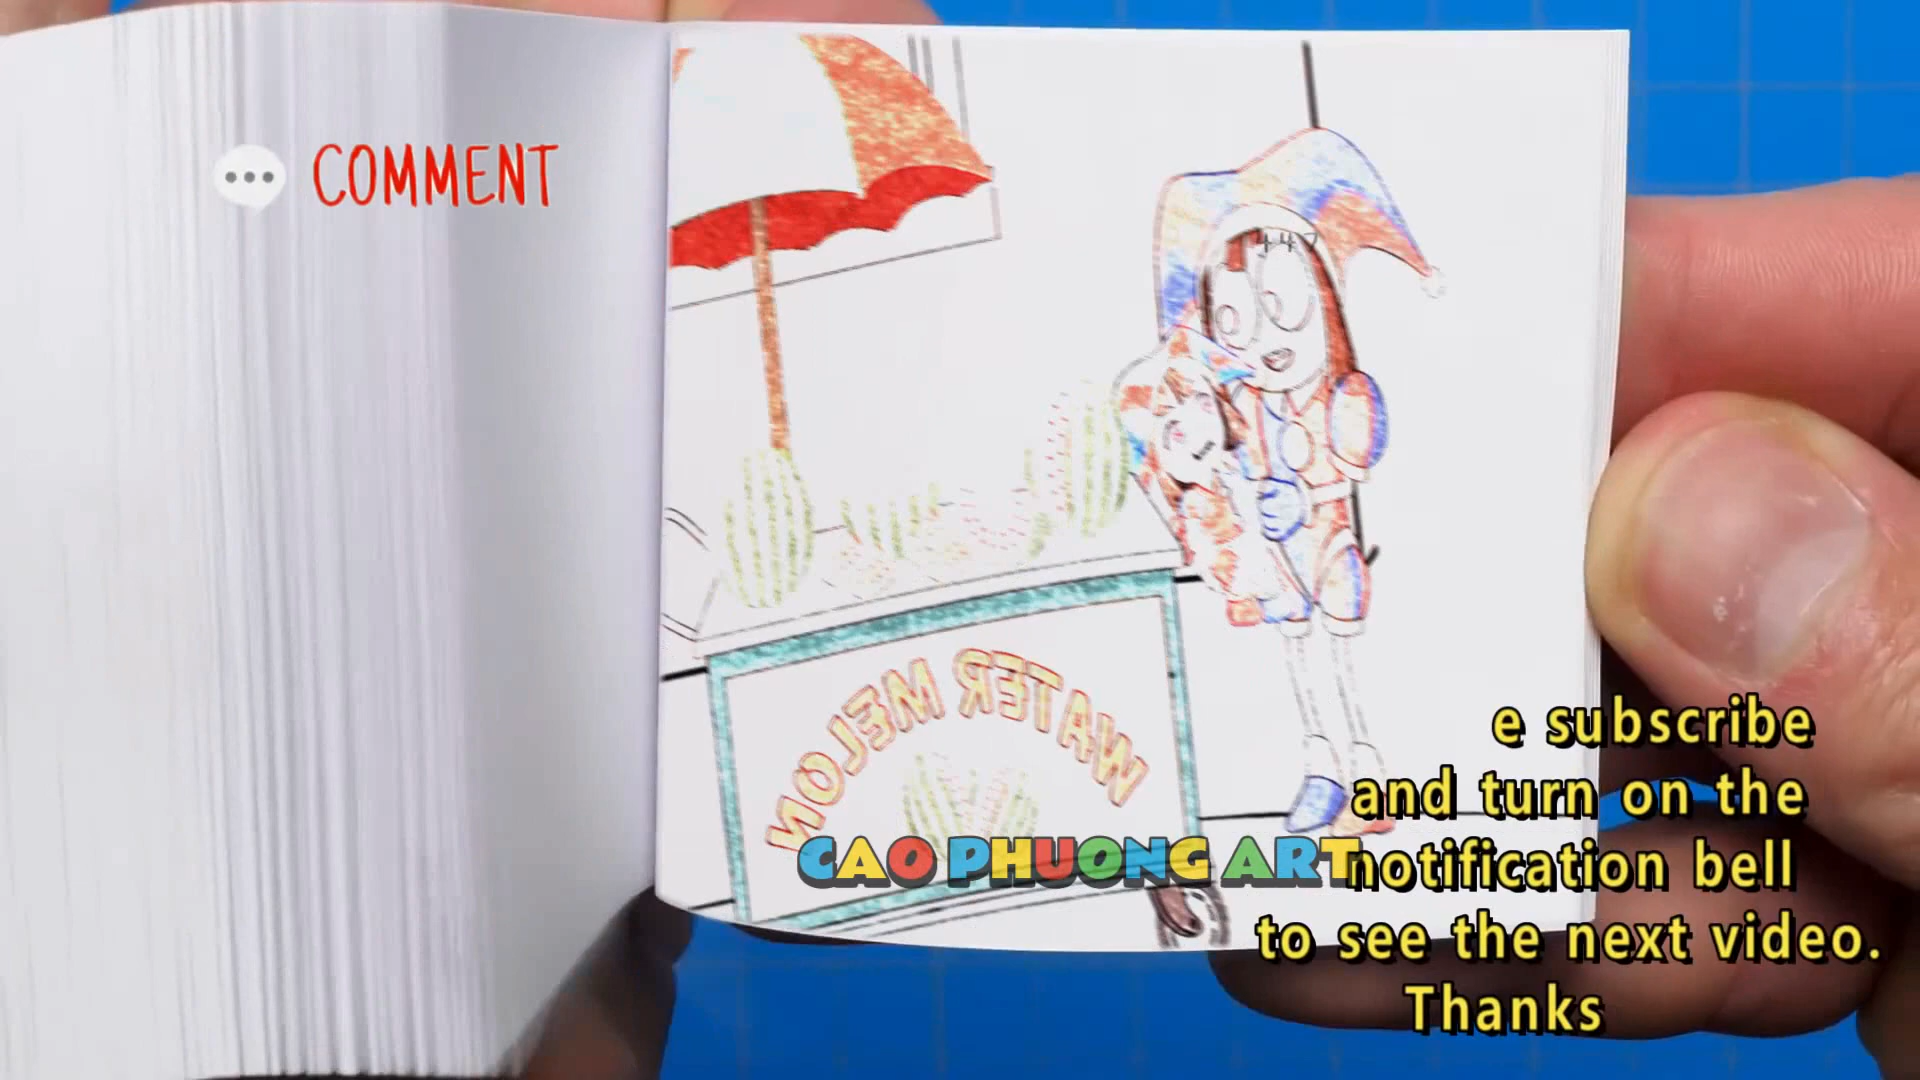 COMMENT
WATER MELON
CAO PHUONG ART
e subscribe
and turn on the
notification bell
to see the next video.
Thanks